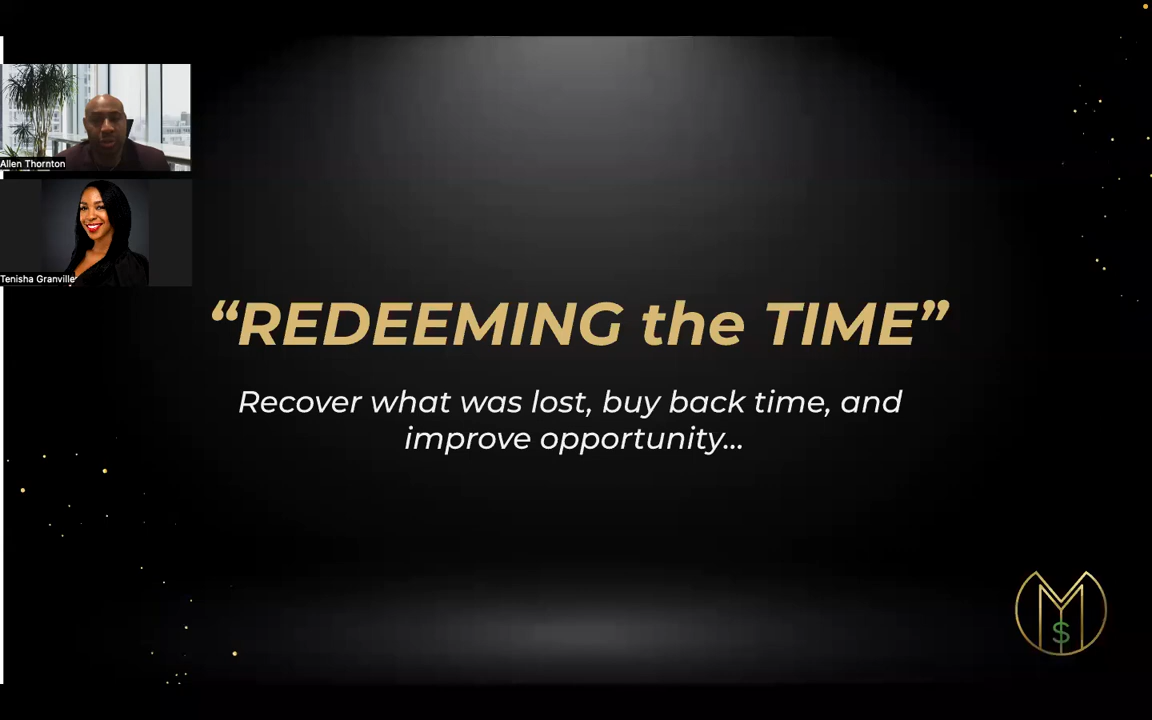 Allen Thornton
Tenisha Granville
“REDEEMING the TIME”
Recover what was lost, buy back time, and
improve opportunity...
M
$